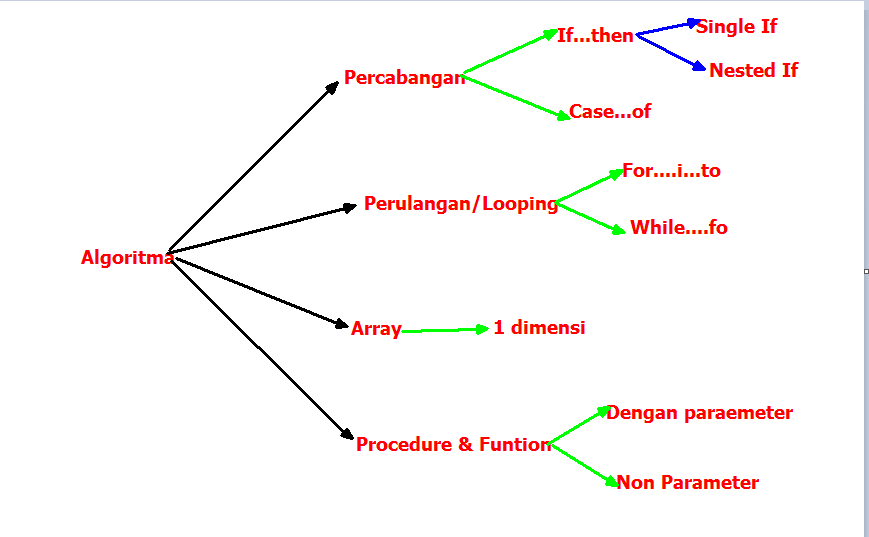 Algoritma
Percabangan
If...then
Single If
Nested If
Case...of
Perulangan/Looping
For....i...to
While....fo
Array
1 dimensi
Procedure & Funtion
Dengan paraemeter
Non Parameter